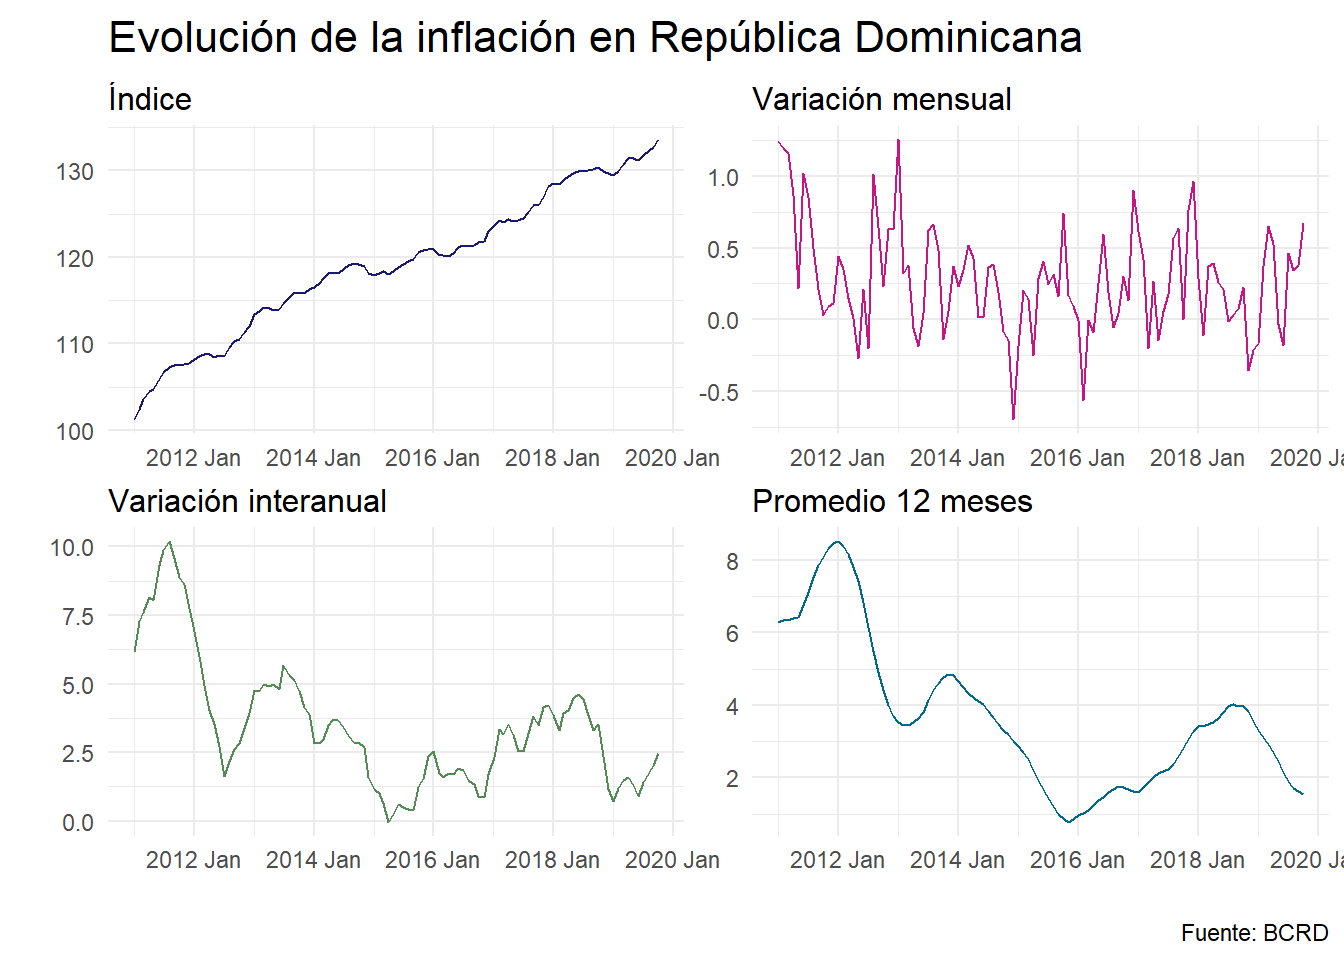 Evolución de la inflación en República Dominicana
Índice
130
120
110
100
2012 Jan 2014 Jan 2016 Jan 2018 Jan 2020 Jan
Variación mensual
1.0
0.5
0.0
-0.5
2012 Jan 2014 Jan 2016 Jan 2018 Jan 2020 Ja
Variación interanual
10.0
7.5
5.0
2.5
0.0
2012 Jan 2014 Jan 2016 Jan 2018 Jan 2020 Jan
Promedio 12 meses
8
6
4
2
2012 Jan 2014 Jan 2016 Jan 2018 Jan 2020 Ja
Fuente: BCRD